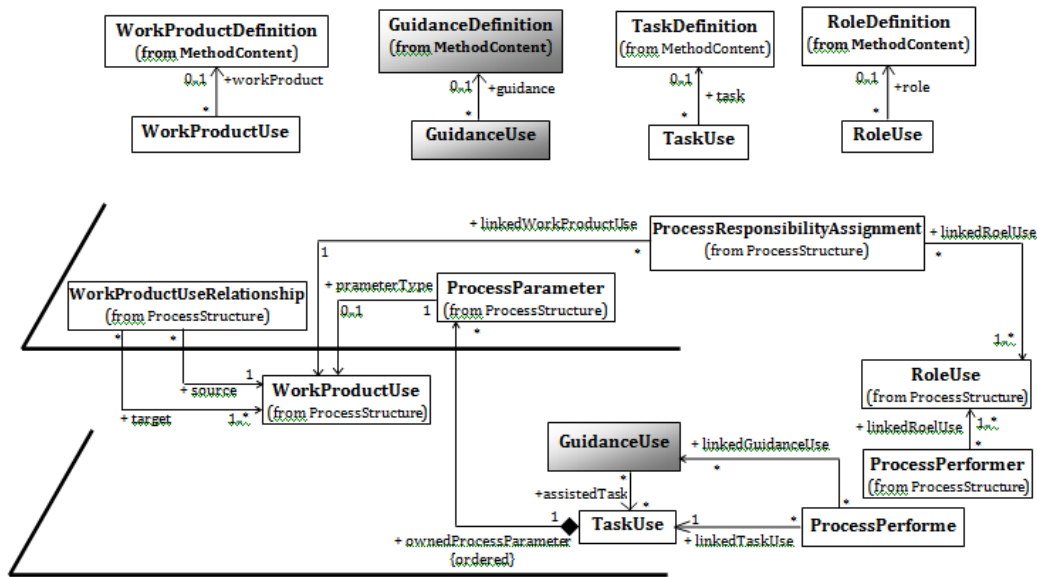 WorkProductDefinition
(from MethodContent)
0..1
+workProduct
*
WorkProductUse
GuidanceDefinition
(from MethodContent)
0..1
+guidance
*
GuidanceUse
TaskDefinition
(from MethodContent)
0..1
+ task
*
TaskUse
RoleDefinition
(from MethodContent)
0..1
+role
*
RoleUse
+ linkedWorkProductUse
1
*
ProcessResponsibilityAssignment
(from ProcessStructure)
+ linkedRoelUse
*
1..*
WorkProductUseRelationship
(from ProcessStructure)
*
*
+ prameterType
0..1
1
ProcessParameter
(from ProcessStructure)
*
+ source
1
+ target
1..*
WorkProductUse
(from ProcessStructure)
RoleUse
(from ProcessStructure)
+ linkedRoelUse
1..*
*
ProcessPerformer
(from ProcessStructure)
GuidanceUse
+ linkedGuidanceUse
*
*
+assistedTask
*
*
1
+ ownedProcessParameter
{ordered}
TaskUse
1
*
+ linkedTaskUse
ProcessPerforme